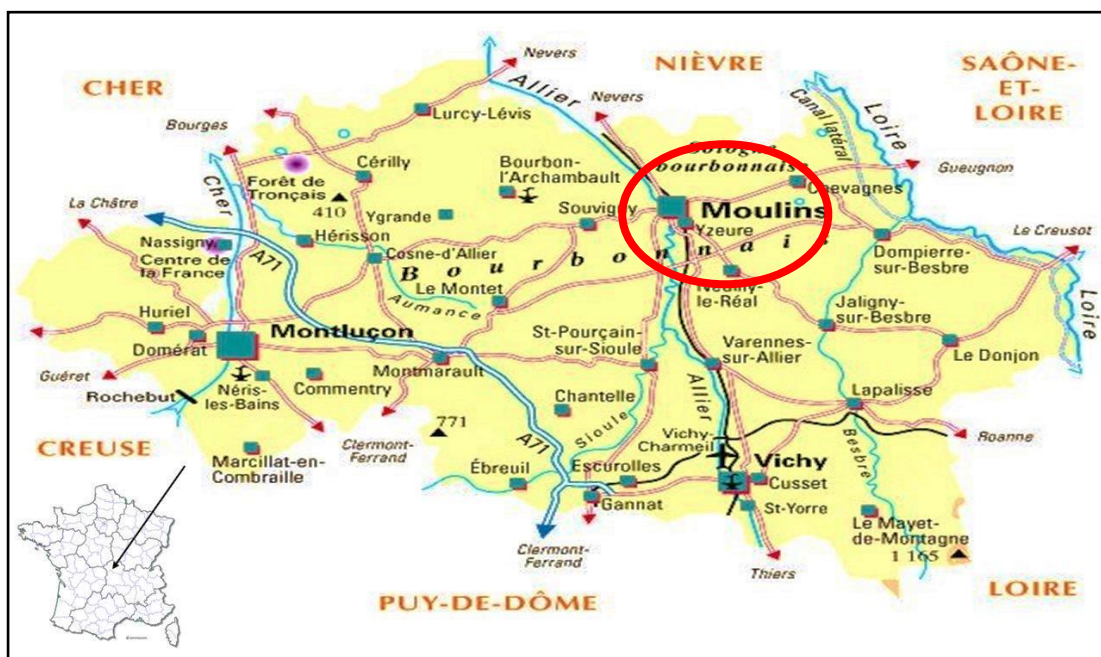 Nevers
CHER
NIÈVRE
SAÔNE-
ET-
LOIRE
Allier
Nevers
Canal latéral
Loire
Bourges
Lurcy-Lévis
Sologne
bourbonnaise
Gueugnon
Cher
Cérilly
Bourbon-
l'Archambault
Chevagnes
Forêt de
Tronçais
410
Ygrande
Souvigny
Moulins
Yzeure
La Châtre
Hérisson
Nassigny
Centre de
la France
A71
Cosne-d'Allier
Bourbonnais
Dompierre-
sur-Besbre
Le Creusot
Le Montet
Neuilly-
le-Réal
Aumance
Loire
Huriel
Montluçon
St-Pourçain-
sur-Sioule
Jaligny-
sur-Besbre
Domérat
Varennes-
sur-Allier
Le Donjon
Guéret
Montmarault
Rochebut
Néris-
les-Bains
Commentry
Chantelle
Allier
Lapalisse
771
Sioule
Vichy-
Charmeil
Roanne
CREUSE
Clermont-
Ferrand
A71
Besbre
Marcillat-en-
Combraille
Ébreuil
Escurolles
Vichy
Cusset
Gannat
St-Yorre
Le Mayet-
de-Montagne
1 165
Clermont-
Ferrand
Thiers
PUY-DE-DÔME
LOIRE